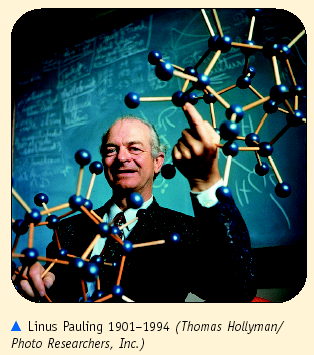 ▲ Linus Pauling 1901–1994 (Thomas Hollyman/
Photo Researchers, Inc.)